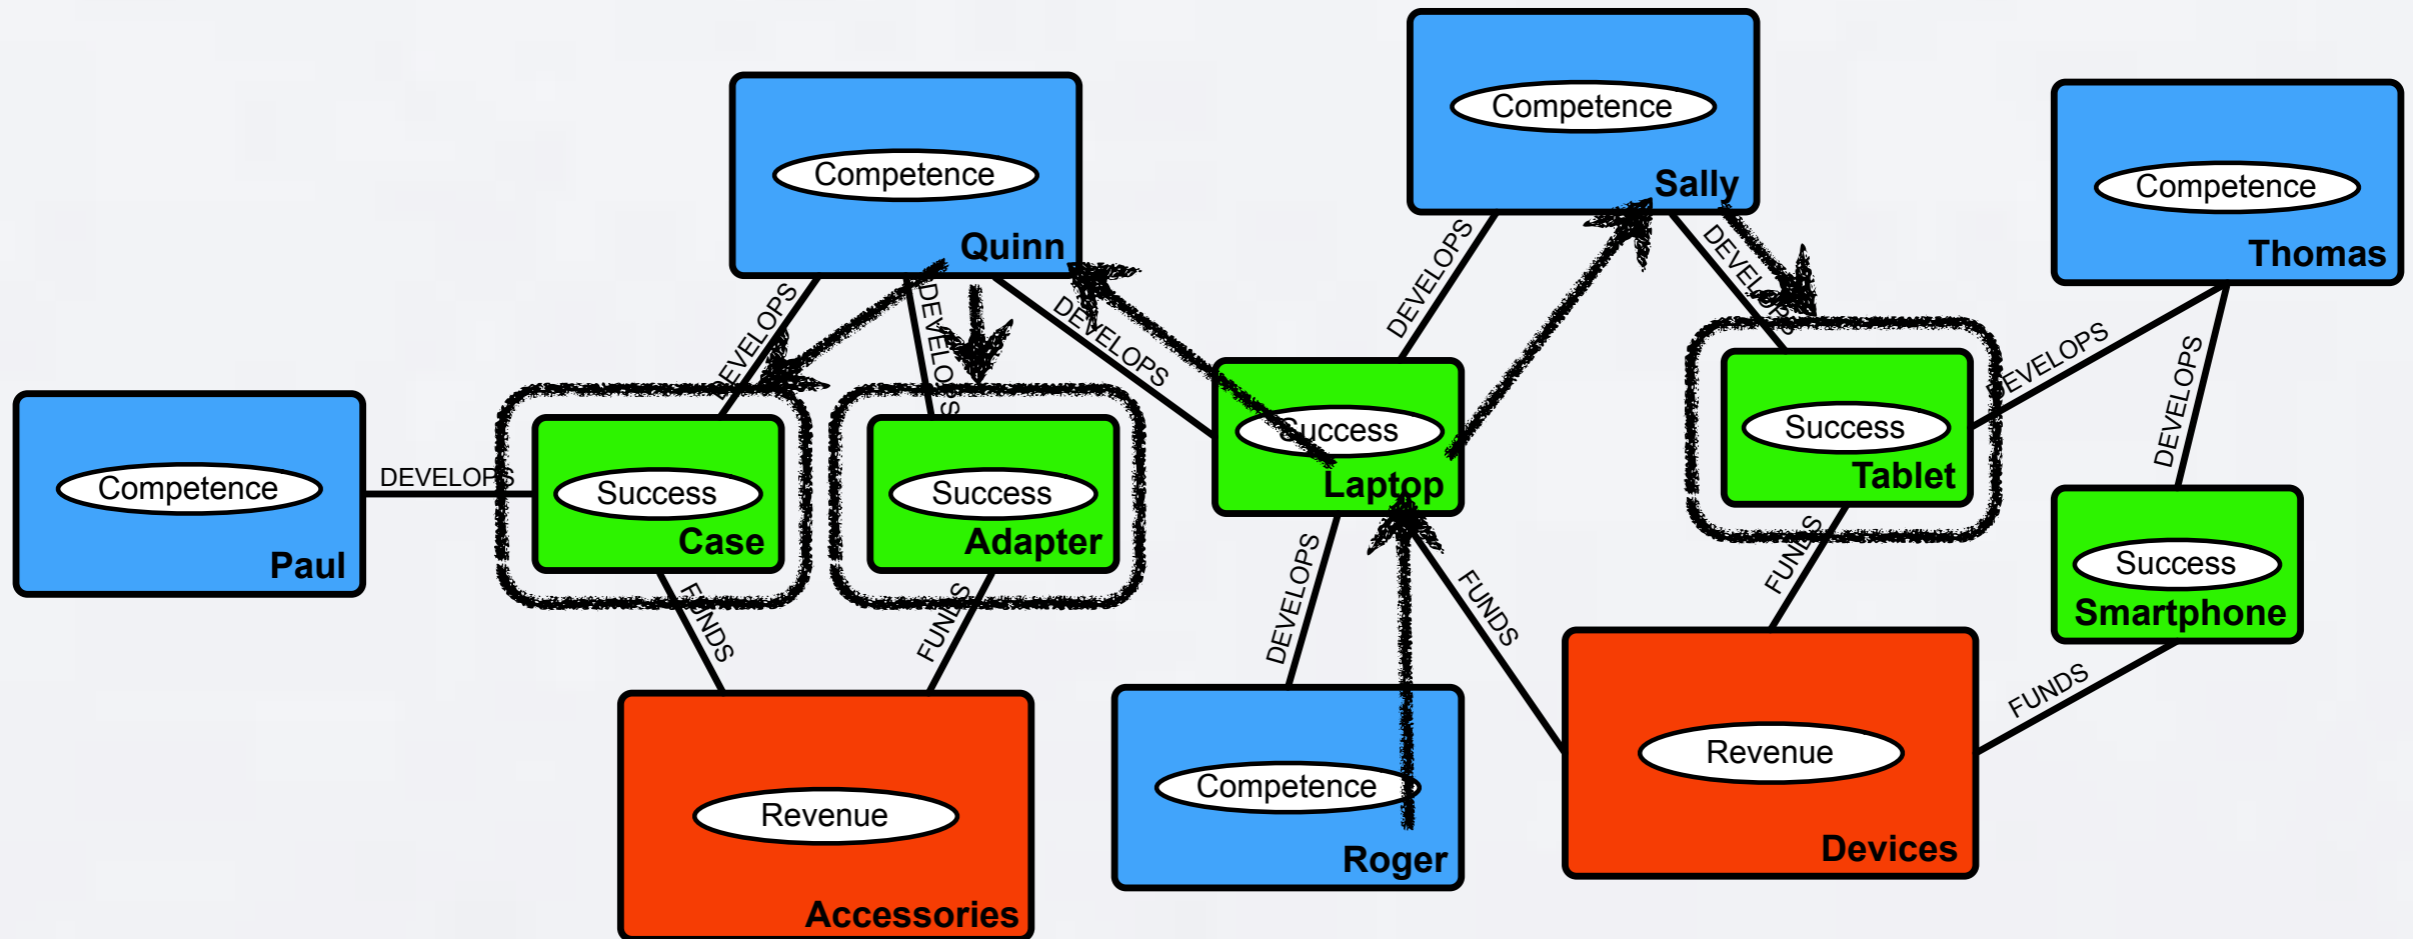 Competence
Sally
Competence
Quinn
Competence
Thomas
DEVELOPS
DEVELOPS
DEVELOPS
DEVELOPS
DEVELOPS
DEVELOPS
DEVELOPS
DEVELOPS
Competence
Paul
DEVELOPS
Success
Case
Success
Adapter
Success
Laptop
Success
Tablet
Success
Smartphone
FUNDS
FUNDS
DEVELOPS
FUNDS
FUNDS
FUNDS
Revenue
Accessories
Competence
Roger
Revenue
Devices